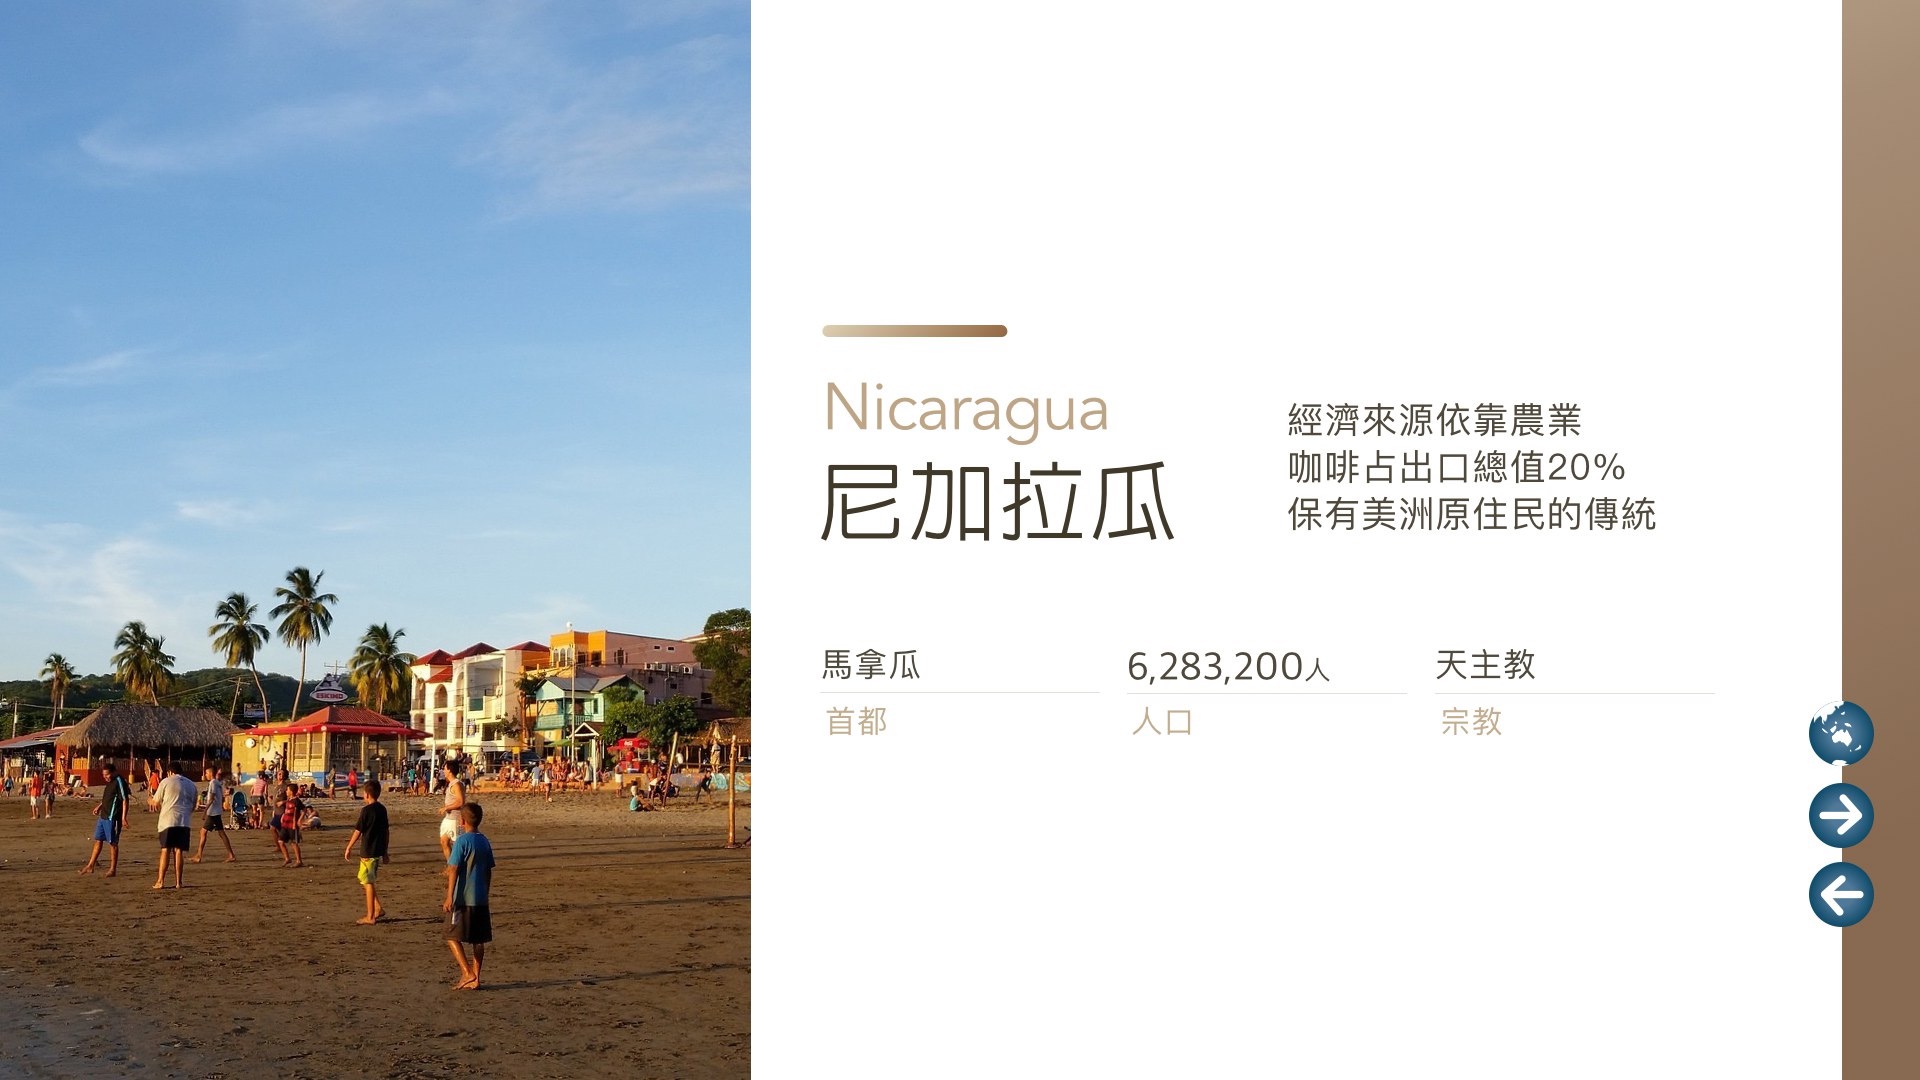 Nicaragua
尼加拉瓜
經濟來源依靠農業
咖啡占出口總值20%
保有美洲原住民的傳統
馬拿瓜
首都
6,283,200人
人口
天主教
宗教
ESKIMO